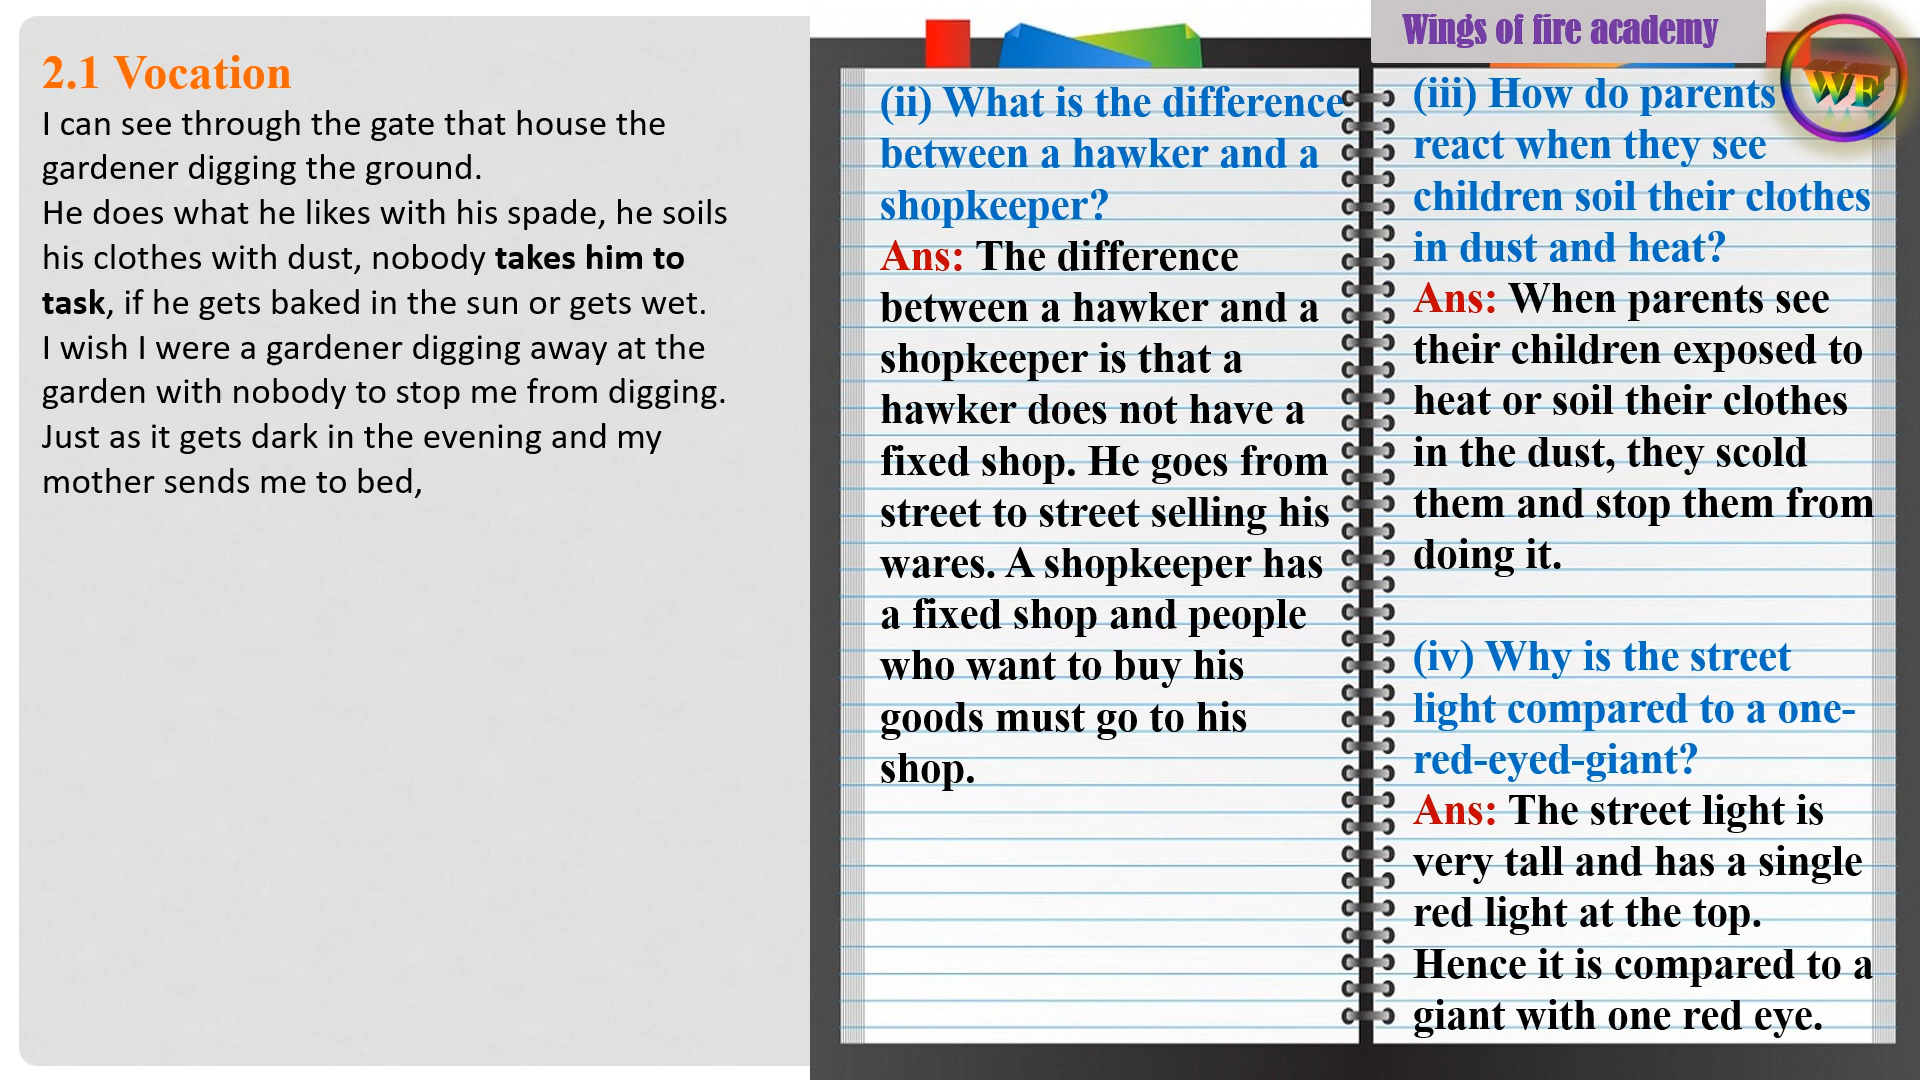 2.1 Vocation
I can see through the gate that house the
gardener digging the ground.
He does what he likes with his spade, he soils
his clothes with dust, nobody takes him to
task, if he gets baked in the sun or gets wet.
I wish I were a gardener digging away at the
garden with nobody to stop me from digging.
Just as it gets dark in the evening and my
mother sends me to bed,
(ii) What is the difference
between a hawker and a
shopkeeper?
Ans: The difference
between a hawker and a
shopkeeper is that a
hawker does not have a
fixed shop. He goes from
street to street selling his
wares. A shopkeeper has
a fixed shop and people
who want to buy his
goods must go to his
shop.
Wings of fire academy
WE
(iii) How do parents
react when they see
children soil their clothes
in dust and heat?
Ans: When parents see
their children exposed to
heat or soil their clothes
in the dust, they scold
them and stop them from
doing it.
(iv) Why is the street
light compared to a one-
red-eyed-giant?
Ans: The street light is
very tall and has a single
red light at the top.
Hence it is compared to a
giant with one red eye.